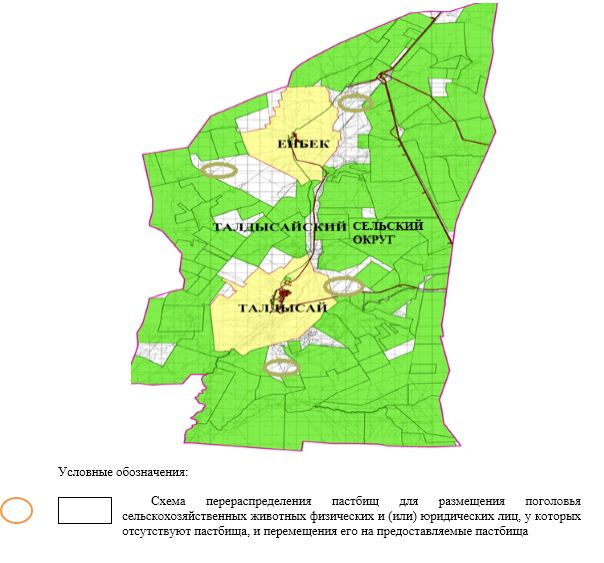 ЕҢБЕК
ТАЛДЫСАЙСКИЙ СЕЛЬСКИЙ
ОКРУГ
ТАЛДЫСАЙ
Условные обозначения:
Схема перераспределения пастбищ для размещения поголовья
сельскохозяйственных животных физических и (или) юридических лиц, у которых
отсутствуют пастбища, и перемещения его на предоставляемые пастбища